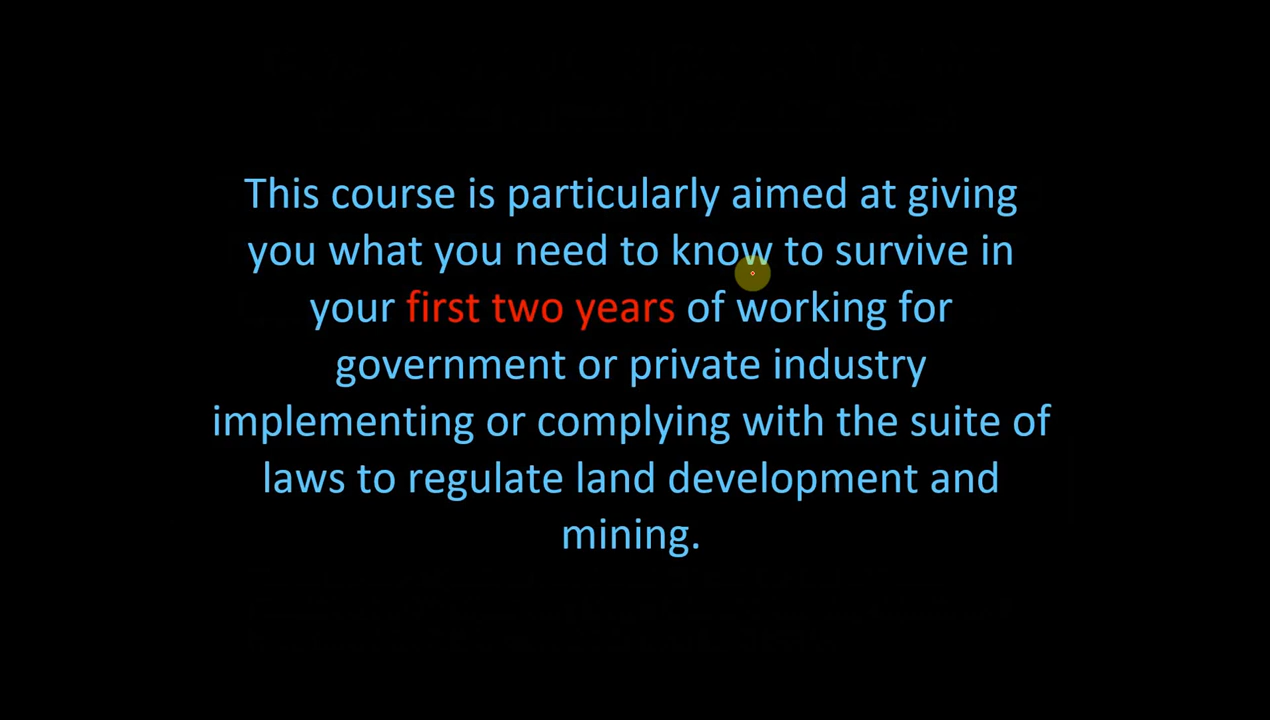 This course is particularly aimed at giving
you what you need to know to survive in
your first two years of working for
government or private industry
implementing or complying with the suite of
laws to regulate land development and
mining.